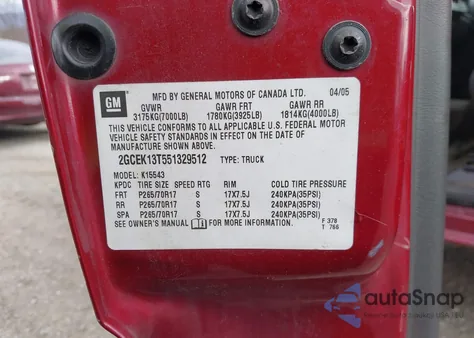 GM
MFD BY GENERAL MOTORS OF CANADA LTD. 04/05
GVWR GAWR FRT GAWR RR
3175KG(7000LB) 1780KG(3925LB) 1814KG(4000LB)
THIS VEHICLE CONFORMS TO ALL APPLICABLE U.S. FEDERAL MOTOR
VEHICLE SAFETY STANDARDS IN EFFECT ON THE DATE OF
MANUFACTURE SHOWN ABOVE.
2GCEK13T551329512 TYPE: TRUCK
MODEL: K15543
KPDC TIRE SIZE SPEED RTG RIM COLD TIRE PRESSURE
FRT P265/70R17 S 17X7.5J 240KPA(35PSI)
RR P265/70R17 S 17X7.5J 240KPA(35PSI)
SPA P265/70R17 S 17X7.5J 240KPA(35PSI)
SEE OWNER'S MANUAL FOR MORE INFORMATION. F 378
T 766
autoSnap